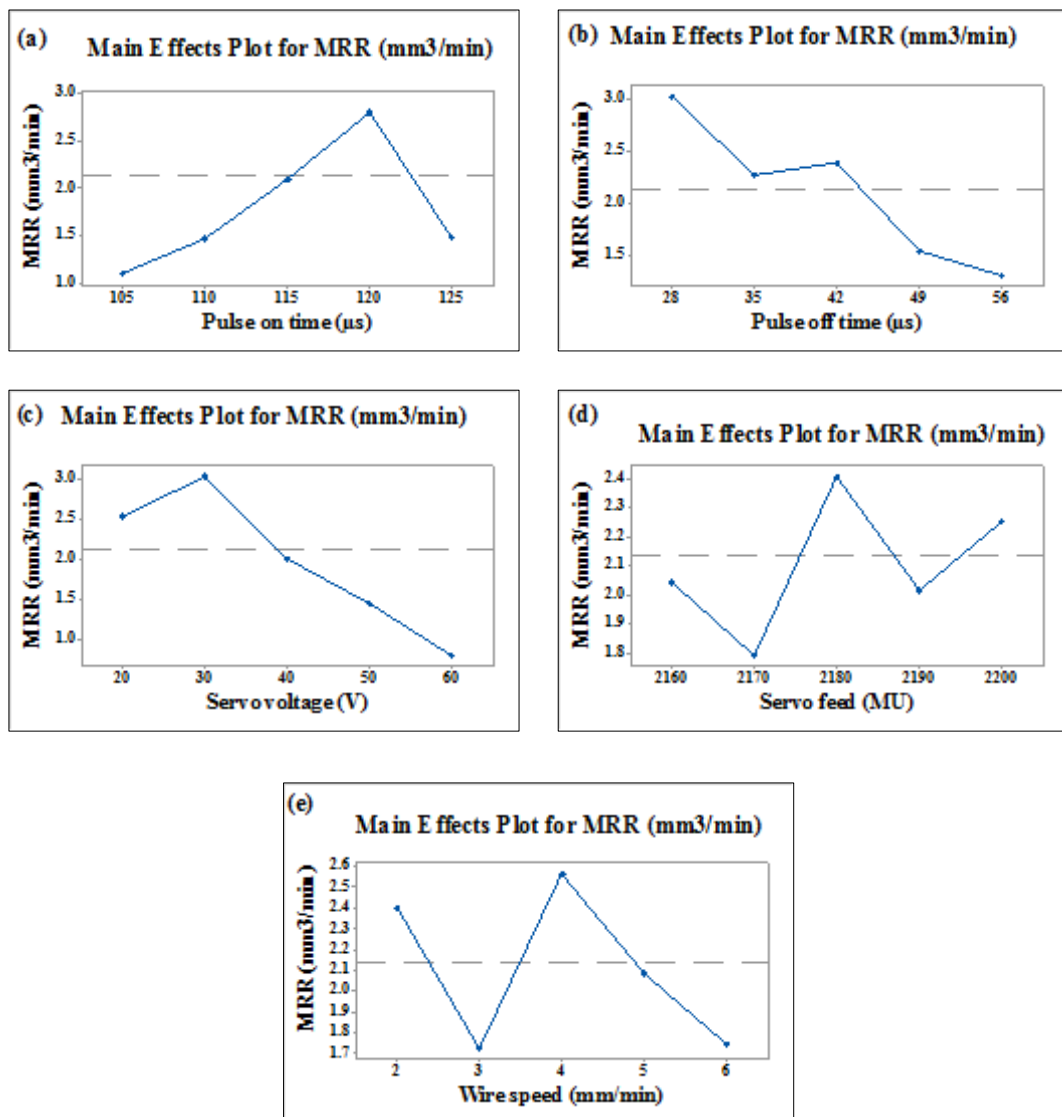 (a)
Main Effects Plot for MRR (mm3/min)
MRR (mm3/min)
3.0
2.5
2.0
1.5
1.0
105 110 115 120 125
Pulse on time (µs)
(b) Main Effects Plot for MRR (mm3/min)
MRR (mm3/min)
3.0
2.5
2.0
1.5
28 35 42 49 56
Pulse off time (µs)
(c) Main Effects Plot for MRR (mm3/min)
MRR (mm3/min)
3.0
2.5
2.0
1.5
1.0
20 30 40 50 60
Servo voltage (V)
(d)
Main Effects Plot for MRR (mm3/min)
MRR (mm3/min)
2.4
2.3
2.2
2.1
2.0
1.9
1.8
2160 2170 2180 2190 2200
Servo feed (MU)
(e)
Main Effects Plot for MRR (mm3/min)
MRR (mm3/min)
2.6
2.5
2.4
2.3
2.2
2.1
2.0
1.9
1.8
1.7
2 3 4 5 6
Wire speed (mm/min)